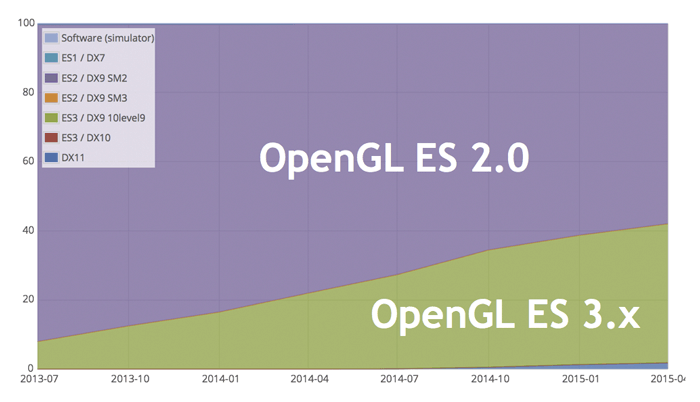 100
80
60
40
20
0
Software (simulator)
ES1 / DX7
ES2 / DX9 SM2
ES2 / DX9 SM3
ES3 / DX9 10level9
ES3 / DX10
DX11
OpenGL ES 2.0
OpenGL ES 3.x
2013-07 2013-10 2014-01 2014-04 2014-07 2014-10 2015-01 2015-04